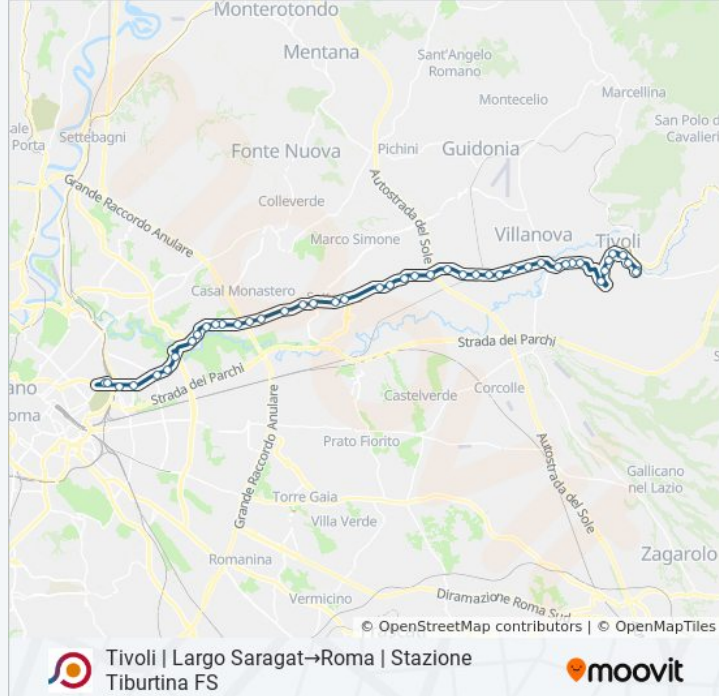 Monterotondo
Mentana
Sant'Angelo
Romano
Marcellina
Montecelio
San Polo d
Cavalieri
ale
Porta
Settebagni
Fonte Nuova
Pichini
Guidonia
Grande Raccordo Anulare
Colleverde
Autostrada del Sole
Marco Simone
Villanova
Tivoli
Casal Monastero
Strada dei Parchi
Strada dei Parchi
ano
oma
Castelverde
Corcolle
Prato Fiorito
Grande Raccordo Anulare
Autostrada del Sole
Gallicano
nel Lazio
Torre Gaia
Villa Verde
Romanina
Zagarolo
Vermicino
Diramazione Roma Sud
© OpenStreetMap contributors | © OpenMapTiles
Tivoli | Largo Saragat→Roma | Stazione
Tiburtina FS
moovit